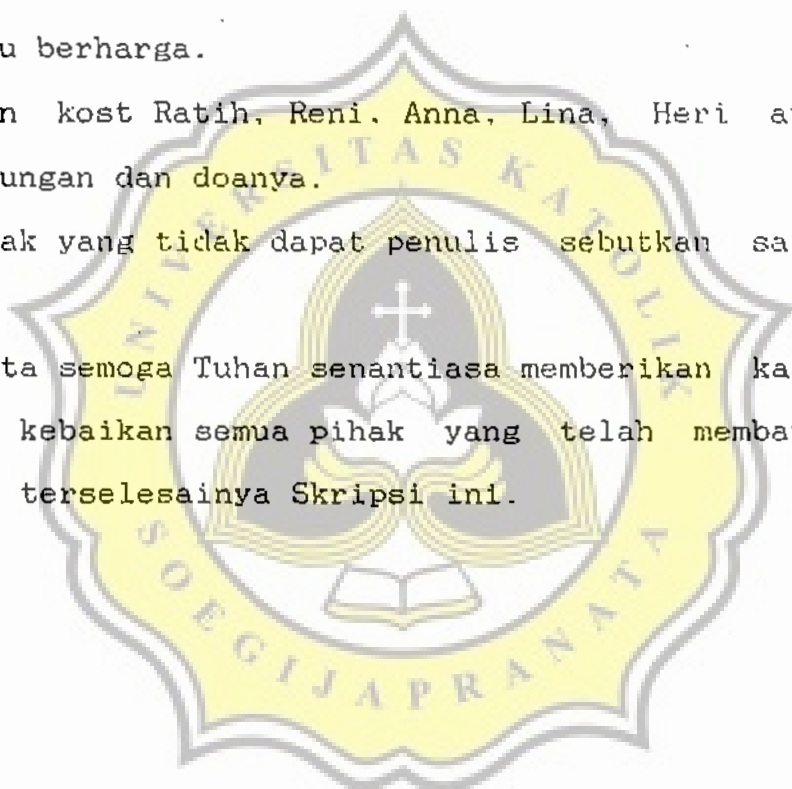 u berharga.
n kost Ratih, Reni. Anna, Lina, Heri a
ungan dan doanya.
ak yang tidak dapat penulis sebutkan sa
ta semoga Tuhan senantiasa memberikan ka
kebaikan semua pihak yang telah memba
terselesainya Skripsi ini.
UNIVERSITAS KATOLIK
SOEGIJAPRANATA